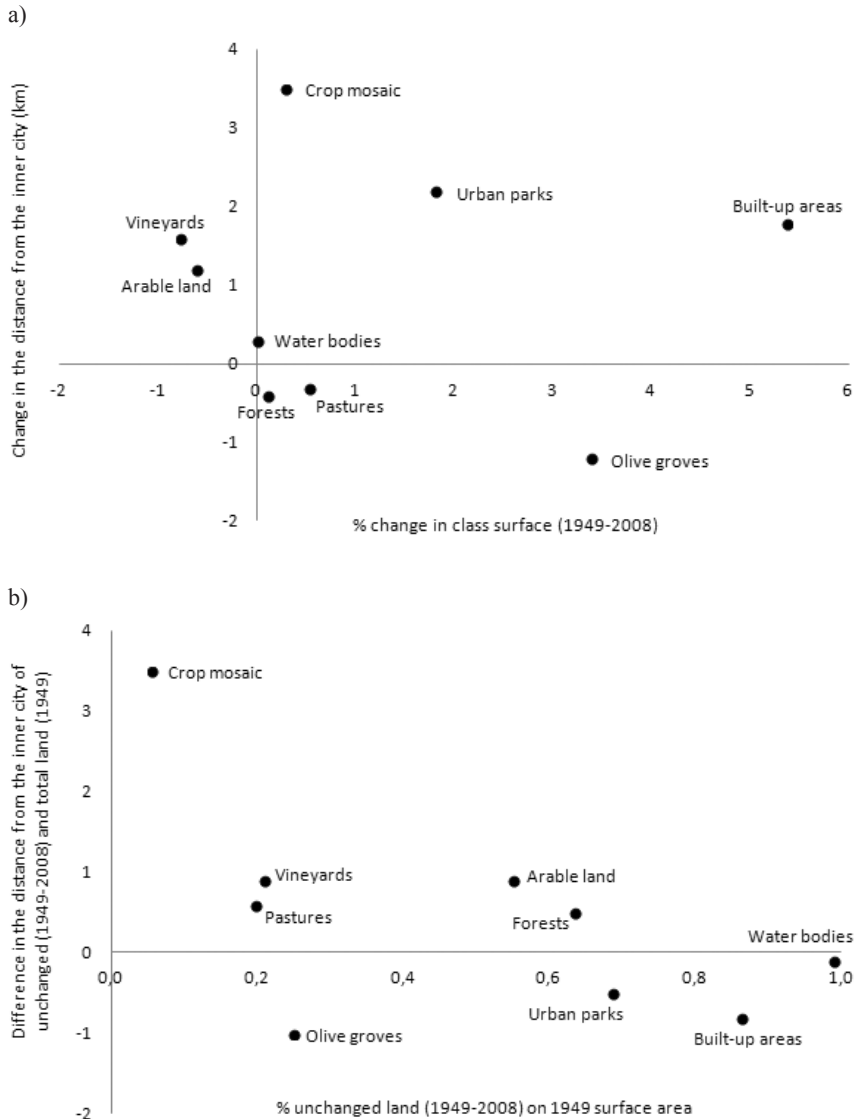 a)
Change in the distance from the inner city (km)
4
Crop mosaic
3
Urban parks
2
Built-up areas
Vineyards
1
Arable land
Water bodies
0
-2 -1 0 1 2 3 4 5 6
Forests
Pastures
-1
Olive groves
-2
% change in class surface (1949-2008)
b)
Difference in the distance from the inner city of
unchanged (1949-2008) and total land (1949)
4
Crop mosaic
3
2
1
Vineyards
Arable land
Pastures
Forests
Water bodies
0
0,0 0,2 0,4 0,6 0,8 1,0
Urban parks
-1
Olive groves
Built-up areas
-2
% unchanged land (1949-2008) on 1949 surface area